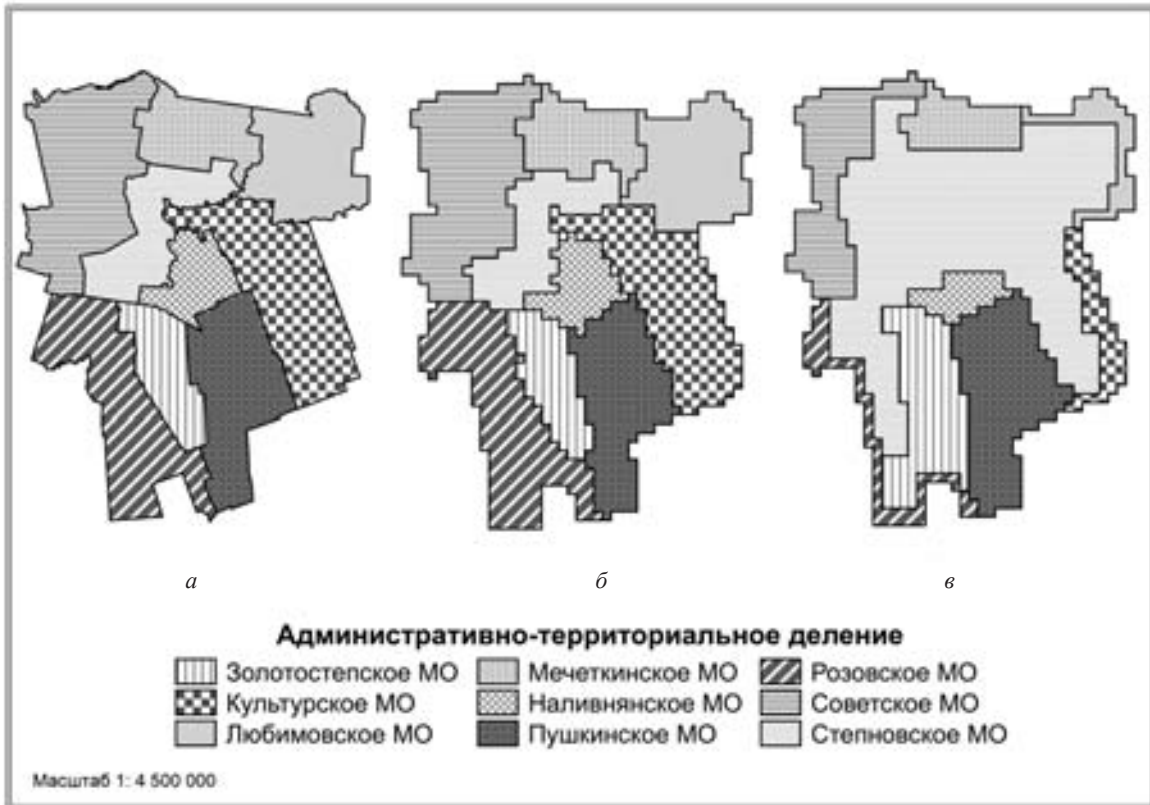 а б в
Административно-территориальное деление
Золотостепское МО Мечеткинское МО Розовское МО
Культурское МО Наливнянское МО Советское МО
Любимовское МО Пушкинское МО Степновское МО
Масштаб 1: 4 500 000